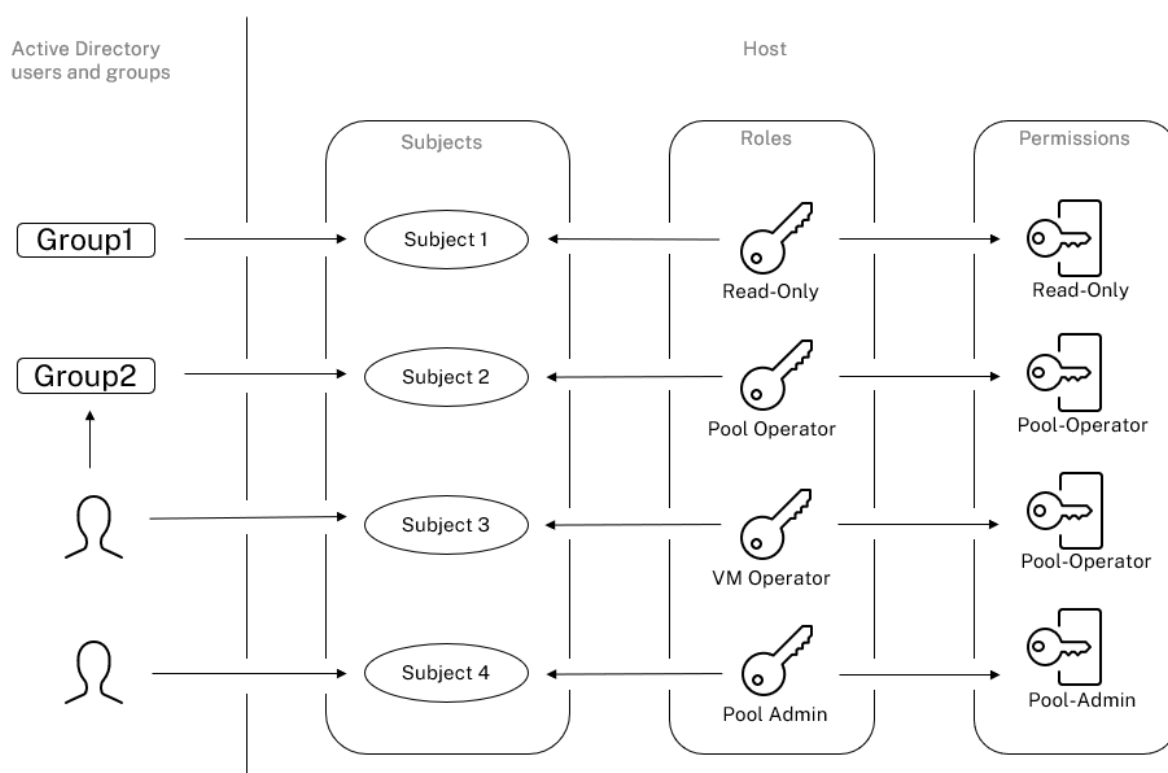 Active Directory
users and groups
Host
Subjects
Roles
Permissions
Group1
Subject 1
Read-Only
Read-Only
Group2
Subject 2
Pool Operator
Pool-Operator
Subject 3
VM Operator
Pool-Operator
Subject 4
Pool Admin
Pool-Admin